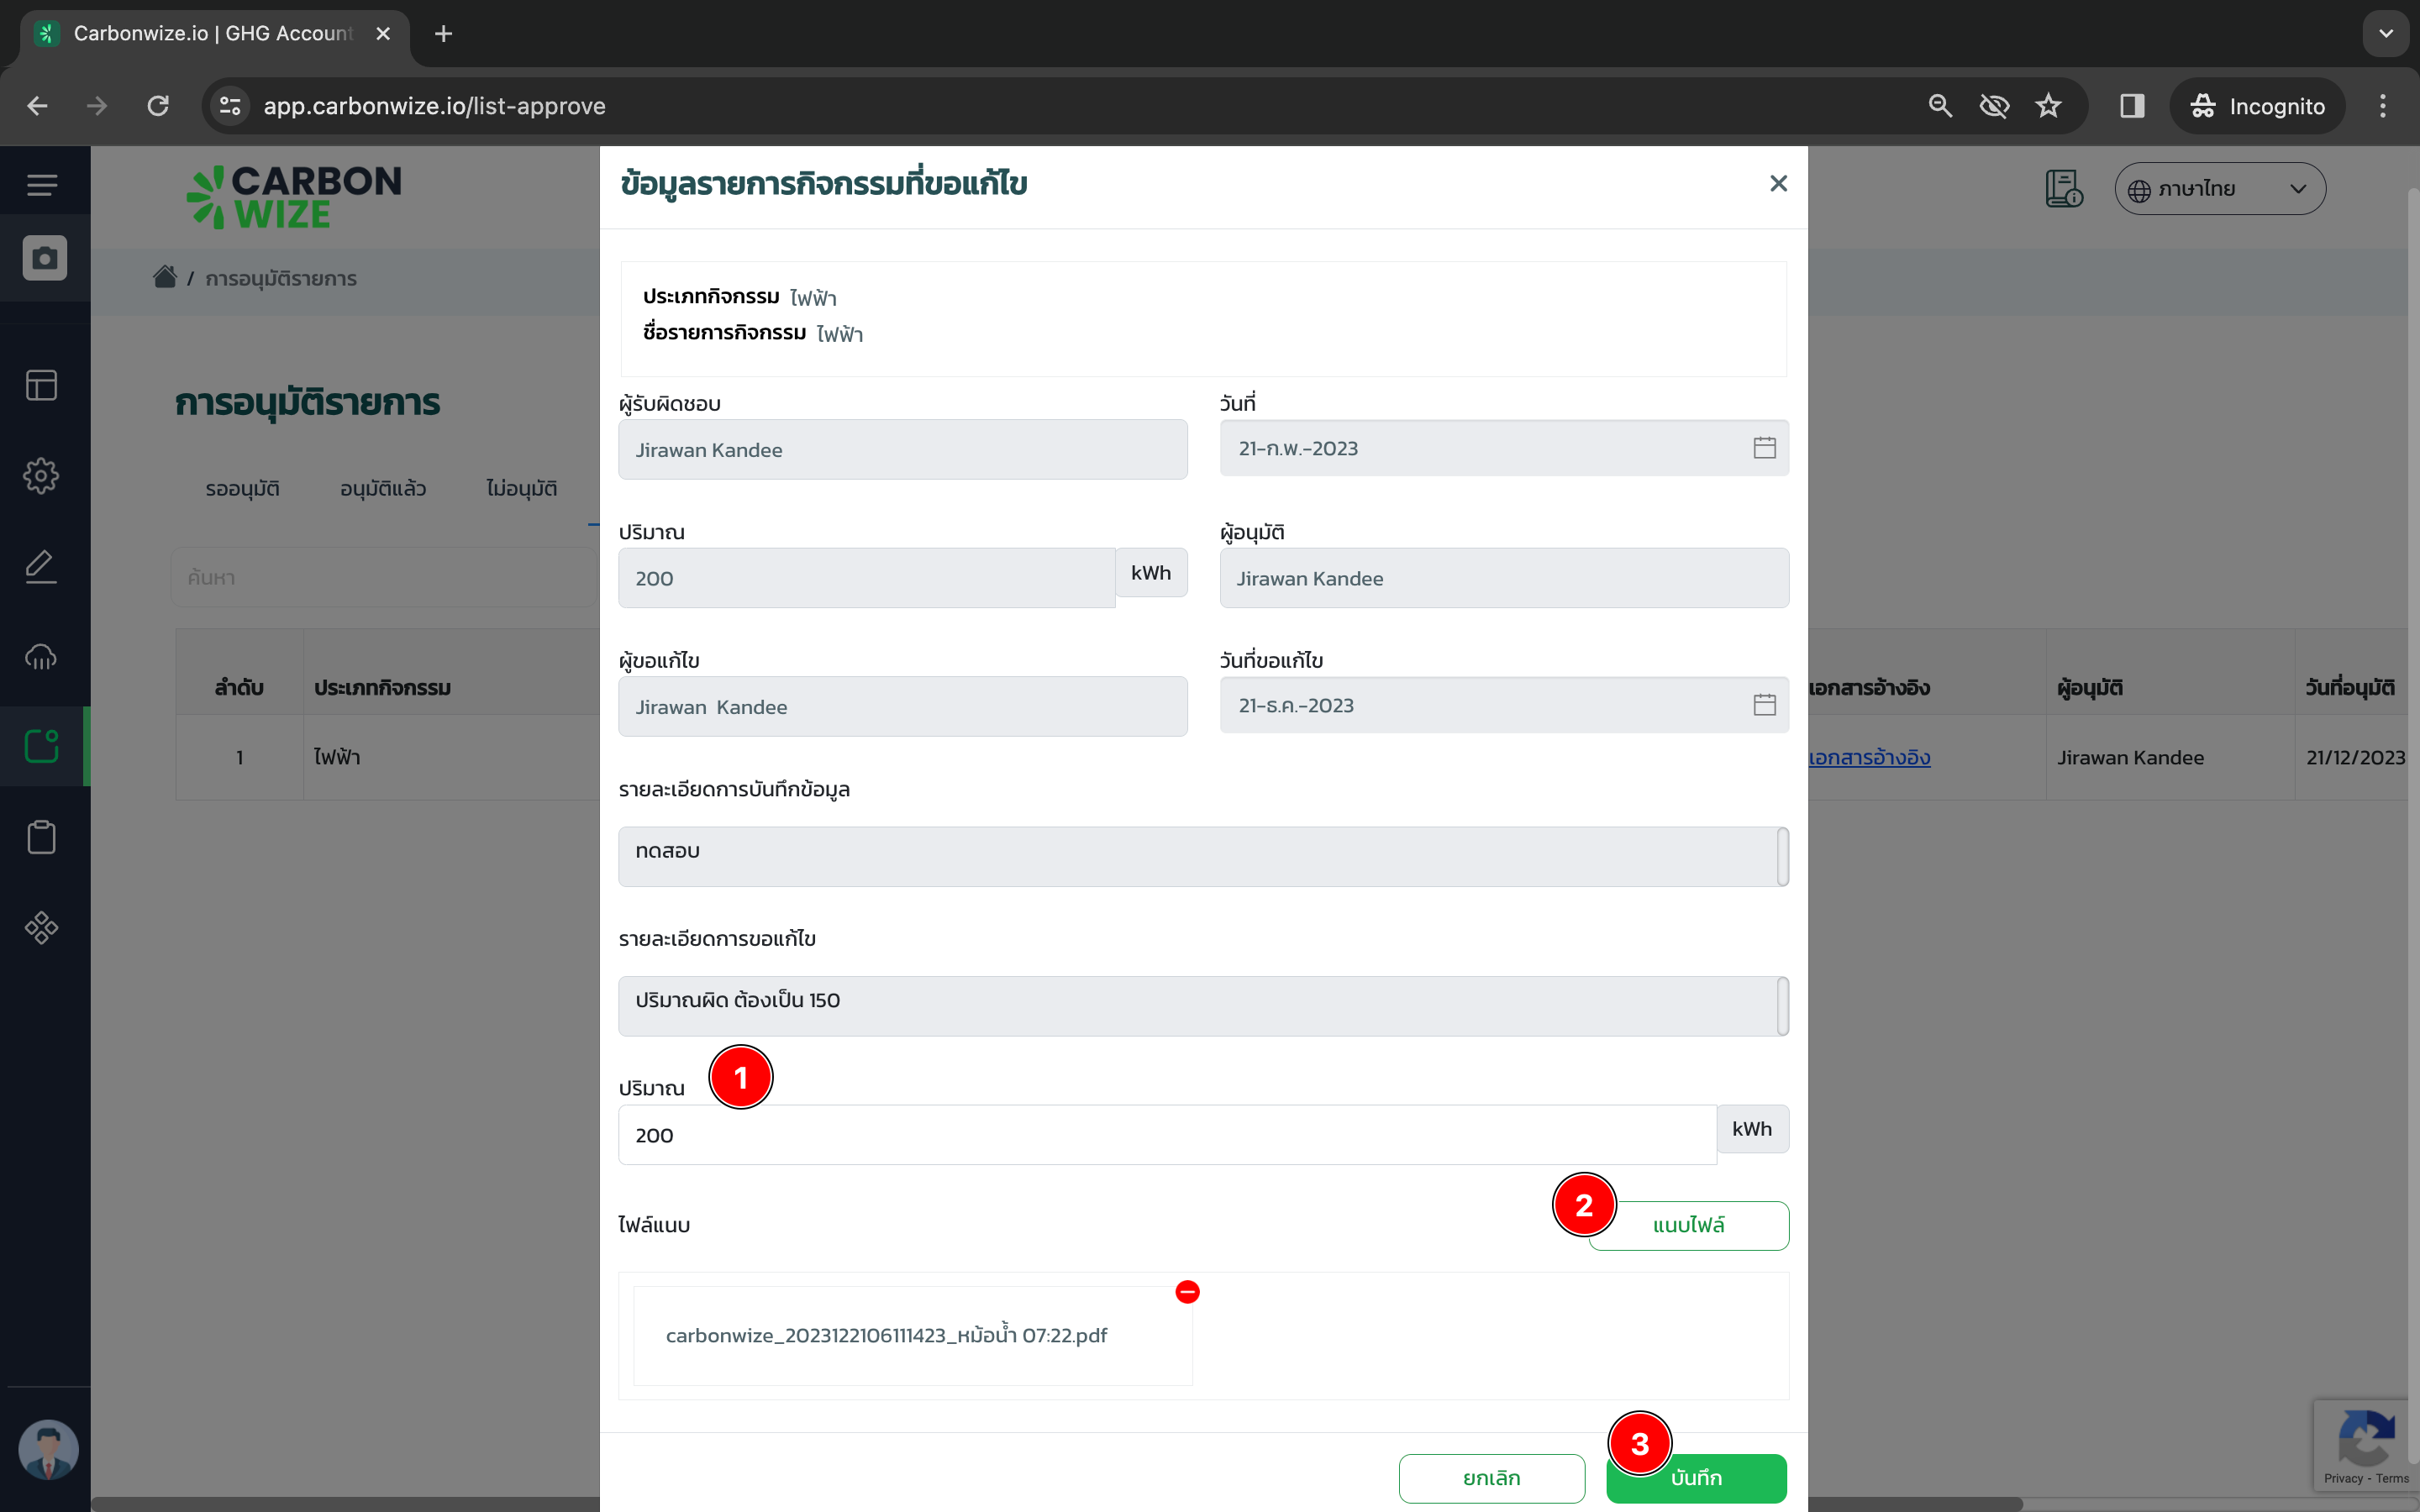 Carbonwize.io | GHG Account
app.carbonwize.io/list-approve
Incognito
CARBON
WIZE
ภาษาไทย
/ การอนุมัติรายการ
การอนุมัติรายการ
รออนุมัติ อนุมัติแล้ว ไม่อนุมัติ
ค้นหา
ลำดับ ประเภทกิจกรรม เอกสารอ้างอิง ผู้อนุมัติ วันที่อนุมัติ
1 ไฟฟ้า เอกสารอ้างอิง Jirawan Kandee 21/12/2023
ข้อมูลรายการกิจกรรมที่ขอแก้ไข
ประเภทกิจกรรม ไฟฟ้า
ชื่อรายการกิจกรรม ไฟฟ้า
ผู้รับผิดชอบ วันที่
Jirawan Kandee 21-ก.พ.-2023
ปริมาณ ผู้อนุมัติ
200 kWh Jirawan Kandee
ผู้ขอแก้ไข วันที่ขอแก้ไข
Jirawan Kandee 21-ธ.ค.-2023
รายละเอียดการบันทึกข้อมูล
ทดสอบ
รายละเอียดการขอแก้ไข
ปริมาณผิด ต้องเป็น 150
ปริมาณ 1
200 kWh
ไฟล์แนบ 2 แนบไฟล์
carbonwize_2023122106111423_หม้อน้ำ 07:22.pdf
3
ยกเลิก บันทึก
Privacy - Terms